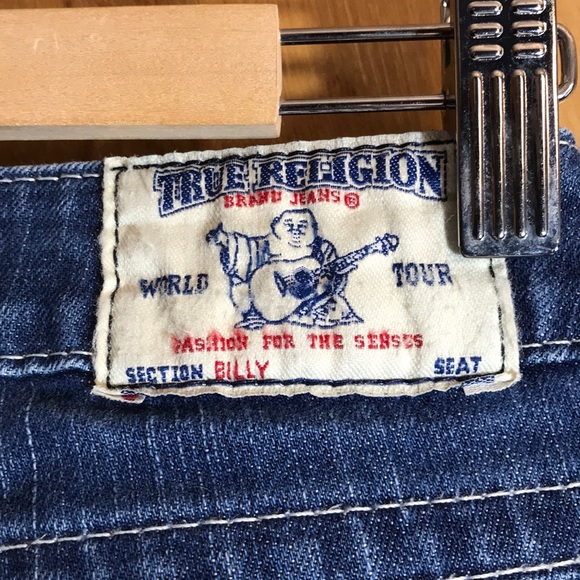 TRUE RELIGION
BRAND JEANS®
WORLD TOUR
FASHION FOR THE SENSES
SECTION BILLY SEAT